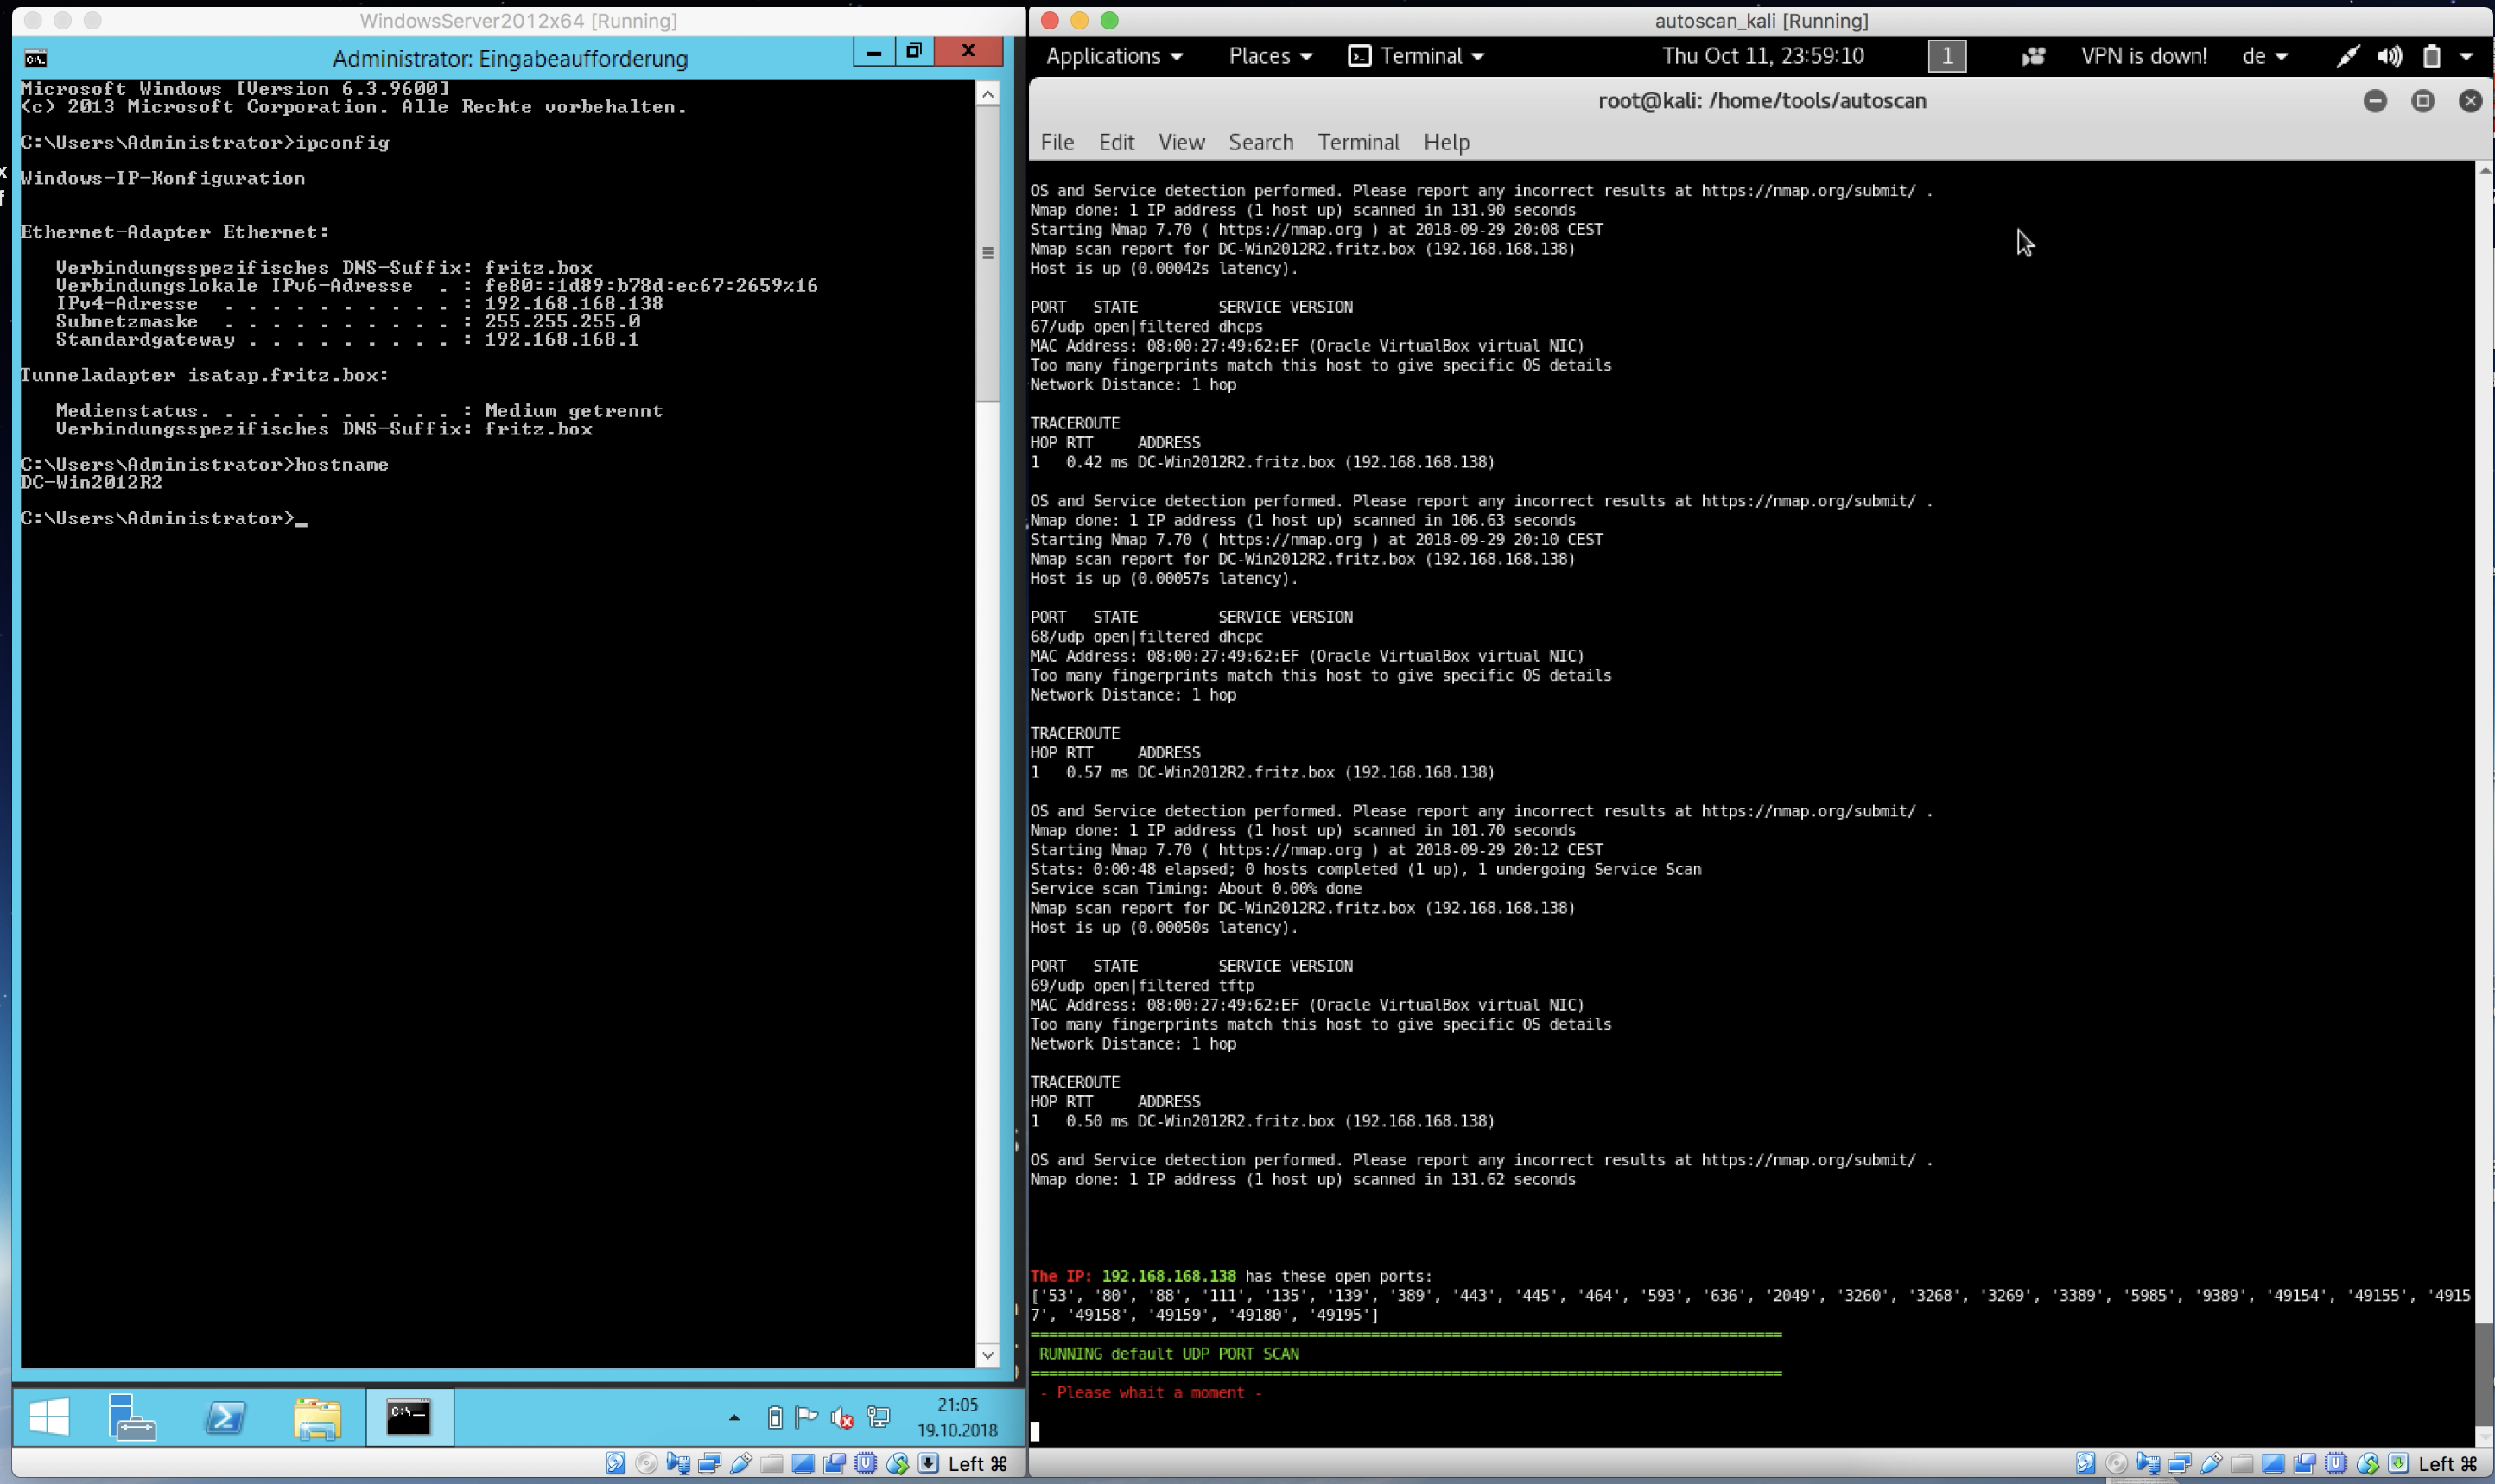 WindowsServer2012x64 [Running]
Administrator: Eingabeaufforderung
Microsoft Windows [Version 6.3.9600]
(c) 2013 Microsoft Corporation. Alle Rechte vorbehalten.
C:\Users\Administrator>ipconfig
Windows-IP-Konfiguration
Ethernet-Adapter Ethernet:
Verbindungsspezifisches DNS-Suffix: fritz.box
Verbindungslokale IPv6-Adresse  . : fe80::1d89:b78d:ec67:2659%16
IPv4-Adresse  . . . . . . . . . . : 192.168.168.138
Subnetzmaske  . . . . . . . . . . : 255.255.255.0
Standardgateway . . . . . . . . . : 192.168.168.1
Tunneladapter isatap.fritz.box:
Medienstatus. . . . . . . . . . . : Medium getrennt
Verbindungsspezifisches DNS-Suffix: fritz.box
C:\Users\Administrator>hostname
DC-Win2012R2
C:\Users\Administrator>_
21:05
19.10.2018
Left ⌘
autoscan_kali [Running]
Applications Places Terminal Thu Oct 11, 23:59:10 1 VPN is down! de
root@kali: /home/tools/autoscan
File Edit View Search Terminal Help
OS and Service detection performed. Please report any incorrect results at https://nmap.org/submit/ .
Nmap done: 1 IP address (1 host up) scanned in 131.90 seconds
Starting Nmap 7.70 ( https://nmap.org ) at 2018-09-29 20:08 CEST
Nmap scan report for DC-Win2012R2.fritz.box (192.168.168.138)
Host is up (0.00042s latency).
PORT   STATE         SERVICE VERSION
67/udp open|filtered dhcps
MAC Address: 08:00:27:49:62:EF (Oracle VirtualBox virtual NIC)
Too many fingerprints match this host to give specific OS details
Network Distance: 1 hop
TRACEROUTE
HOP RTT     ADDRESS
1   0.42 ms DC-Win2012R2.fritz.box (192.168.168.138)
OS and Service detection performed. Please report any incorrect results at https://nmap.org/submit/ .
Nmap done: 1 IP address (1 host up) scanned in 106.63 seconds
Starting Nmap 7.70 ( https://nmap.org ) at 2018-09-29 20:10 CEST
Nmap scan report for DC-Win2012R2.fritz.box (192.168.168.138)
Host is up (0.00057s latency).
PORT   STATE         SERVICE VERSION
68/udp open|filtered dhcpc
MAC Address: 08:00:27:49:62:EF (Oracle VirtualBox virtual NIC)
Too many fingerprints match this host to give specific OS details
Network Distance: 1 hop
TRACEROUTE
HOP RTT     ADDRESS
1   0.57 ms DC-Win2012R2.fritz.box (192.168.168.138)
OS and Service detection performed. Please report any incorrect results at https://nmap.org/submit/ .
Nmap done: 1 IP address (1 host up) scanned in 101.70 seconds
Starting Nmap 7.70 ( https://nmap.org ) at 2018-09-29 20:12 CEST
Stats: 0:00:48 elapsed; 0 hosts completed (1 up), 1 undergoing Service Scan
Service scan Timing: About 0.00% done
Nmap scan report for DC-Win2012R2.fritz.box (192.168.168.138)
Host is up (0.00050s latency).
PORT   STATE         SERVICE VERSION
69/udp open|filtered tftp
MAC Address: 08:00:27:49:62:EF (Oracle VirtualBox virtual NIC)
Too many fingerprints match this host to give specific OS details
Network Distance: 1 hop
TRACEROUTE
HOP RTT     ADDRESS
1   0.50 ms DC-Win2012R2.fritz.box (192.168.168.138)
OS and Service detection performed. Please report any incorrect results at https://nmap.org/submit/ .
Nmap done: 1 IP address (1 host up) scanned in 131.62 seconds
The IP: 192.168.168.138 has these open ports:
['53', '80', '88', '111', '135', '139', '389', '443', '445', '464', '593', '636', '2049', '3260', '3268', '3269', '3389', '5985', '9389', '49154', '49155', '4915
7', '49158', '49159', '49180', '49195']
====================================================================================
RUNNING default UDP PORT SCAN
====================================================================================
- Please whait a moment -
Left ⌘